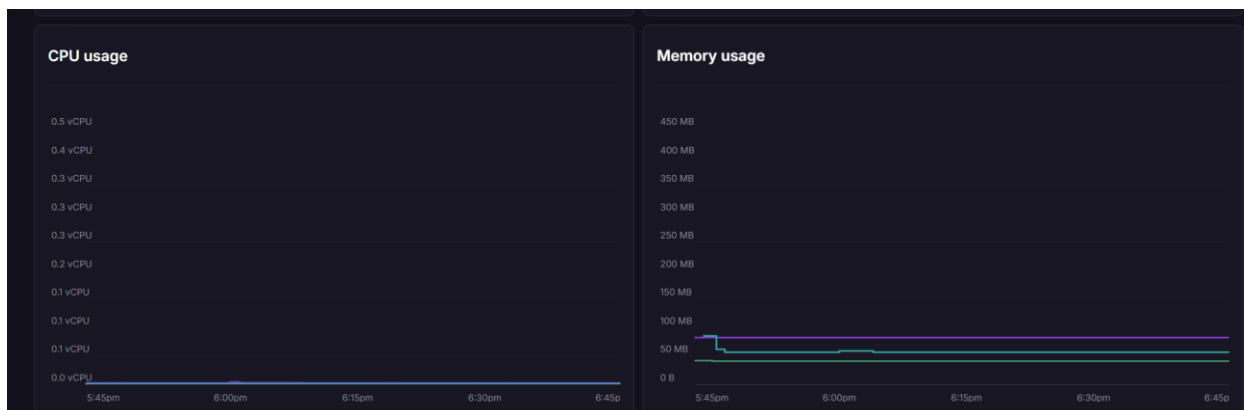 CPU usage
0.5 vCPU
0.4 vCPU
0.3 vCPU
0.3 vCPU
0.3 vCPU
0.2 vCPU
0.1 vCPU
0.1 vCPU
0.1 vCPU
0.0 vCPU
5:45pm 6:00pm 6:15pm 6:30pm 6:45p
Memory usage
450 MB
400 MB
350 MB
300 MB
250 MB
200 MB
150 MB
100 MB
50 MB
0 B
5:45pm 6:00pm 6:15pm 6:30pm 6:45p